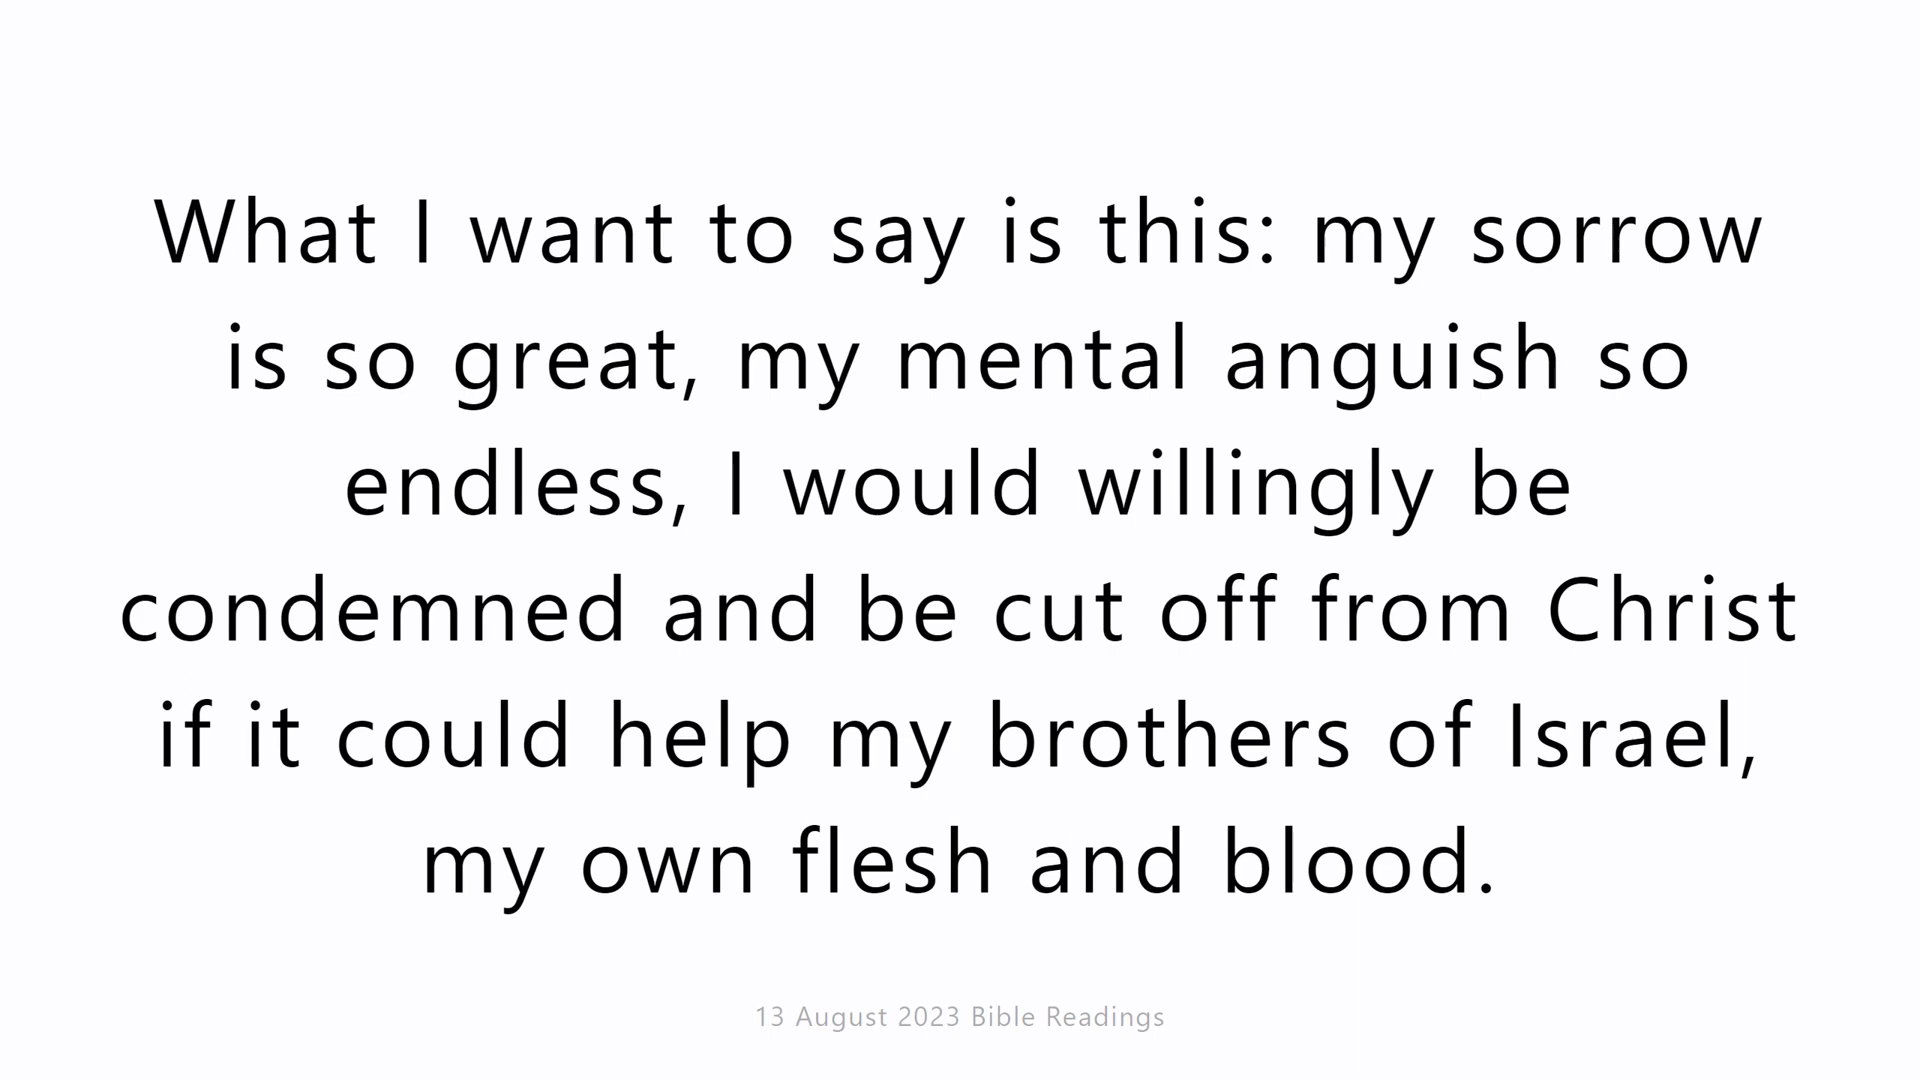 What I want to say is this: my sorrow
is so great, my mental anguish so
endless, I would willingly be
condemned and be cut off from Christ
if it could help my brothers of Israel,
my own flesh and blood.
13 August 2023 Bible Readings